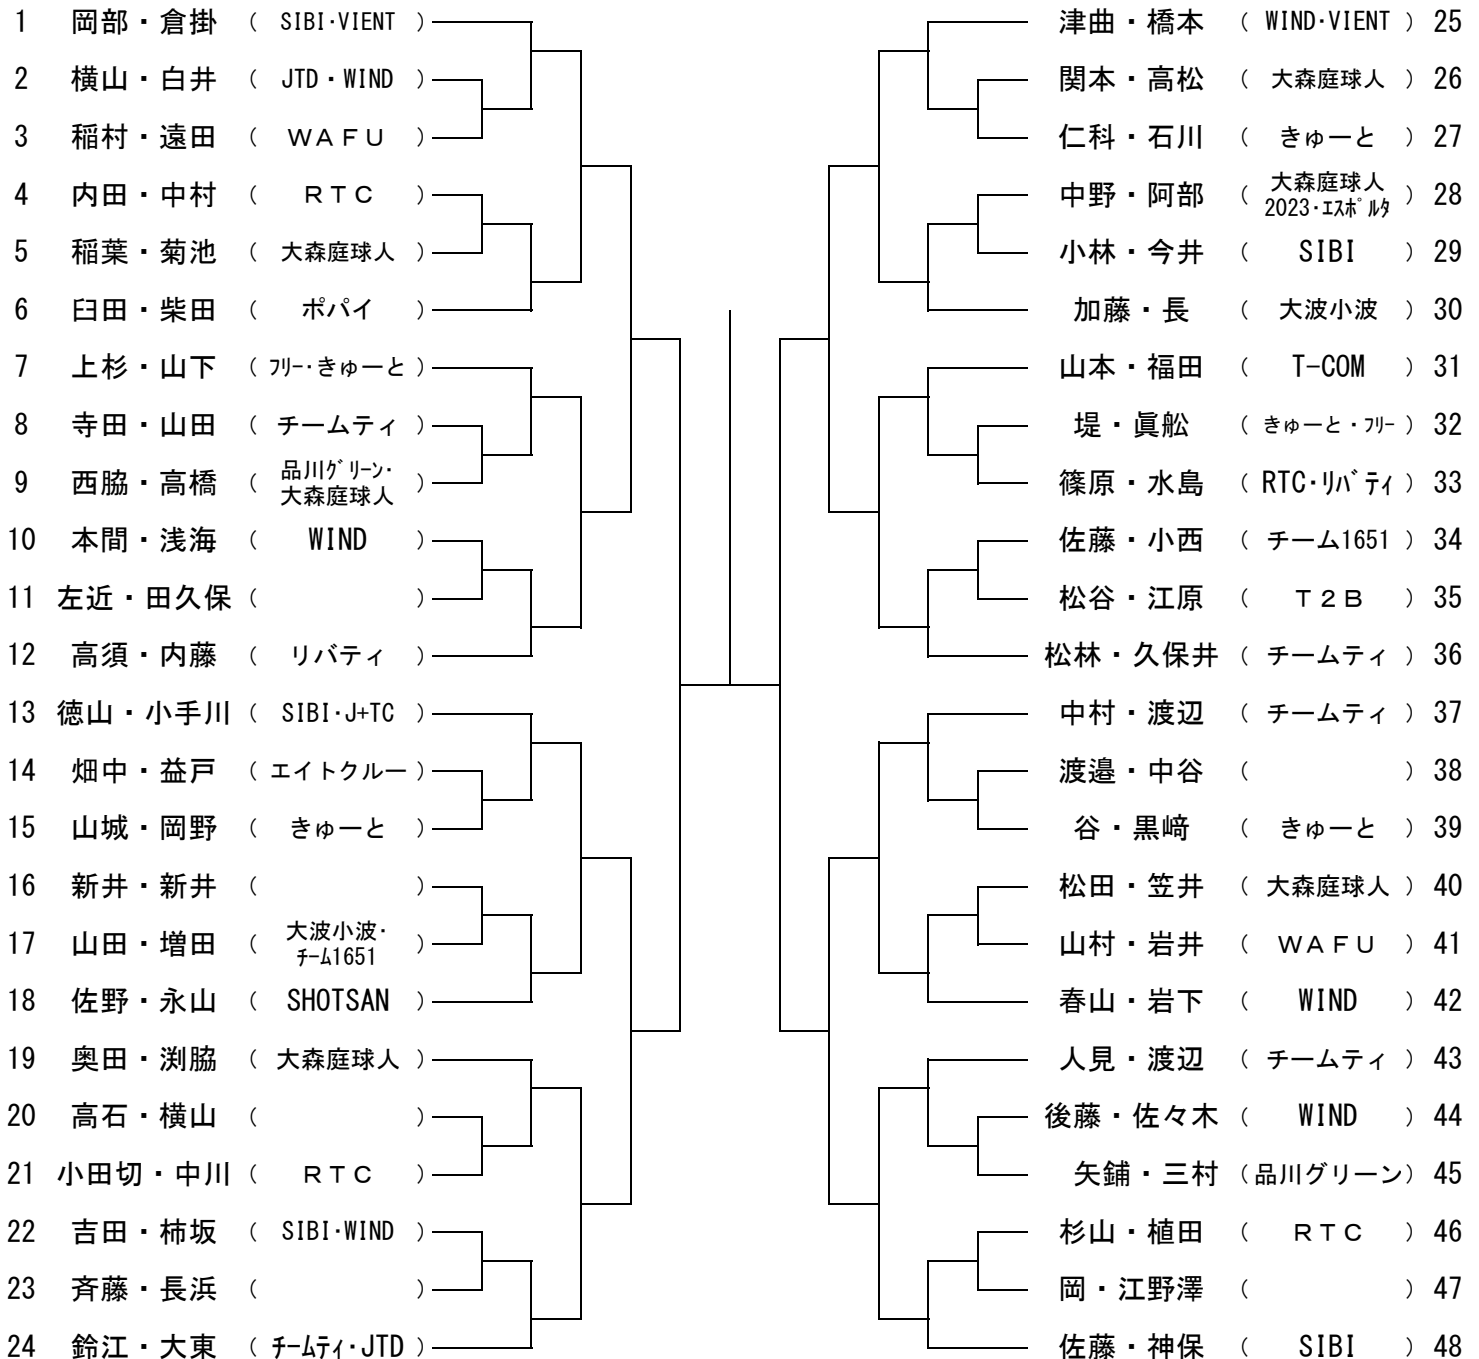 1 岡部・倉掛 ( SIBI・VIENT )
2 横山・白井 ( JTD・WIND )
3 稲村・遠田 ( ＷＡＦＵ )
4 内田・中村 ( ＲＴＣ )
5 稲葉・菊池 ( 大森庭球人 )
6 臼田・柴田 ( ポパイ )
7 上杉・山下 ( ﾌﾘｰ・きゅーと )
8 寺田・山田 ( チームティ )
9 西脇・高橋 ( 品川ｸﾞﾘｰﾝ・
大森庭球人 )
10 本間・浅海 ( WIND )
11 左近・田久保 ( )
12 高須・内藤 ( リバティ )
13 徳山・小手川 ( SIBI・J+TC )
14 畑中・益戸 ( エイトクルー )
15 山城・岡野 ( きゅーと )
16 新井・新井 ( )
17 山田・増田 ( 大波小波・
ﾁｰﾑ1651 )
18 佐野・永山 ( SHOTSAN )
19 奥田・渕脇 ( 大森庭球人 )
20 高石・横山 ( )
21 小田切・中川 ( ＲＴＣ )
22 吉田・柿坂 ( SIBI・WIND )
23 斉藤・長浜 ( )
24 鈴江・大東 ( ﾁｰﾑﾃｨ・JTD )
津曲・橋本 ( WIND・VIENT ) 25
関本・高松 ( 大森庭球人 ) 26
仁科・石川 ( きゅーと ) 27
中野・阿部 ( 大森庭球人
2023・ｴｽﾎﾟﾙﾀ ) 28
小林・今井 ( SIBI ) 29
加藤・長 ( 大波小波 ) 30
山本・福田 ( T-COM ) 31
堤・眞舩 ( きゅーと・ﾌﾘｰ ) 32
篠原・水島 ( RTC・ﾘﾊﾞﾃｨ ) 33
佐藤・小西 ( チーム1651 ) 34
松谷・江原 ( Ｔ２Ｂ ) 35
松林・久保井 ( チームティ ) 36
中村・渡辺 ( チームティ ) 37
渡邉・中谷 ( ) 38
谷・黒﨑 ( きゅーと ) 39
松田・笠井 ( 大森庭球人 ) 40
山村・岩井 ( ＷＡＦＵ ) 41
春山・岩下 ( WIND ) 42
人見・渡辺 ( チームティ ) 43
後藤・佐々木 ( WIND ) 44
矢鋪・三村 (品川グリーン) 45
杉山・植田 ( ＲＴＣ ) 46
岡・江野澤 ( ) 47
佐藤・神保 ( SIBI ) 48